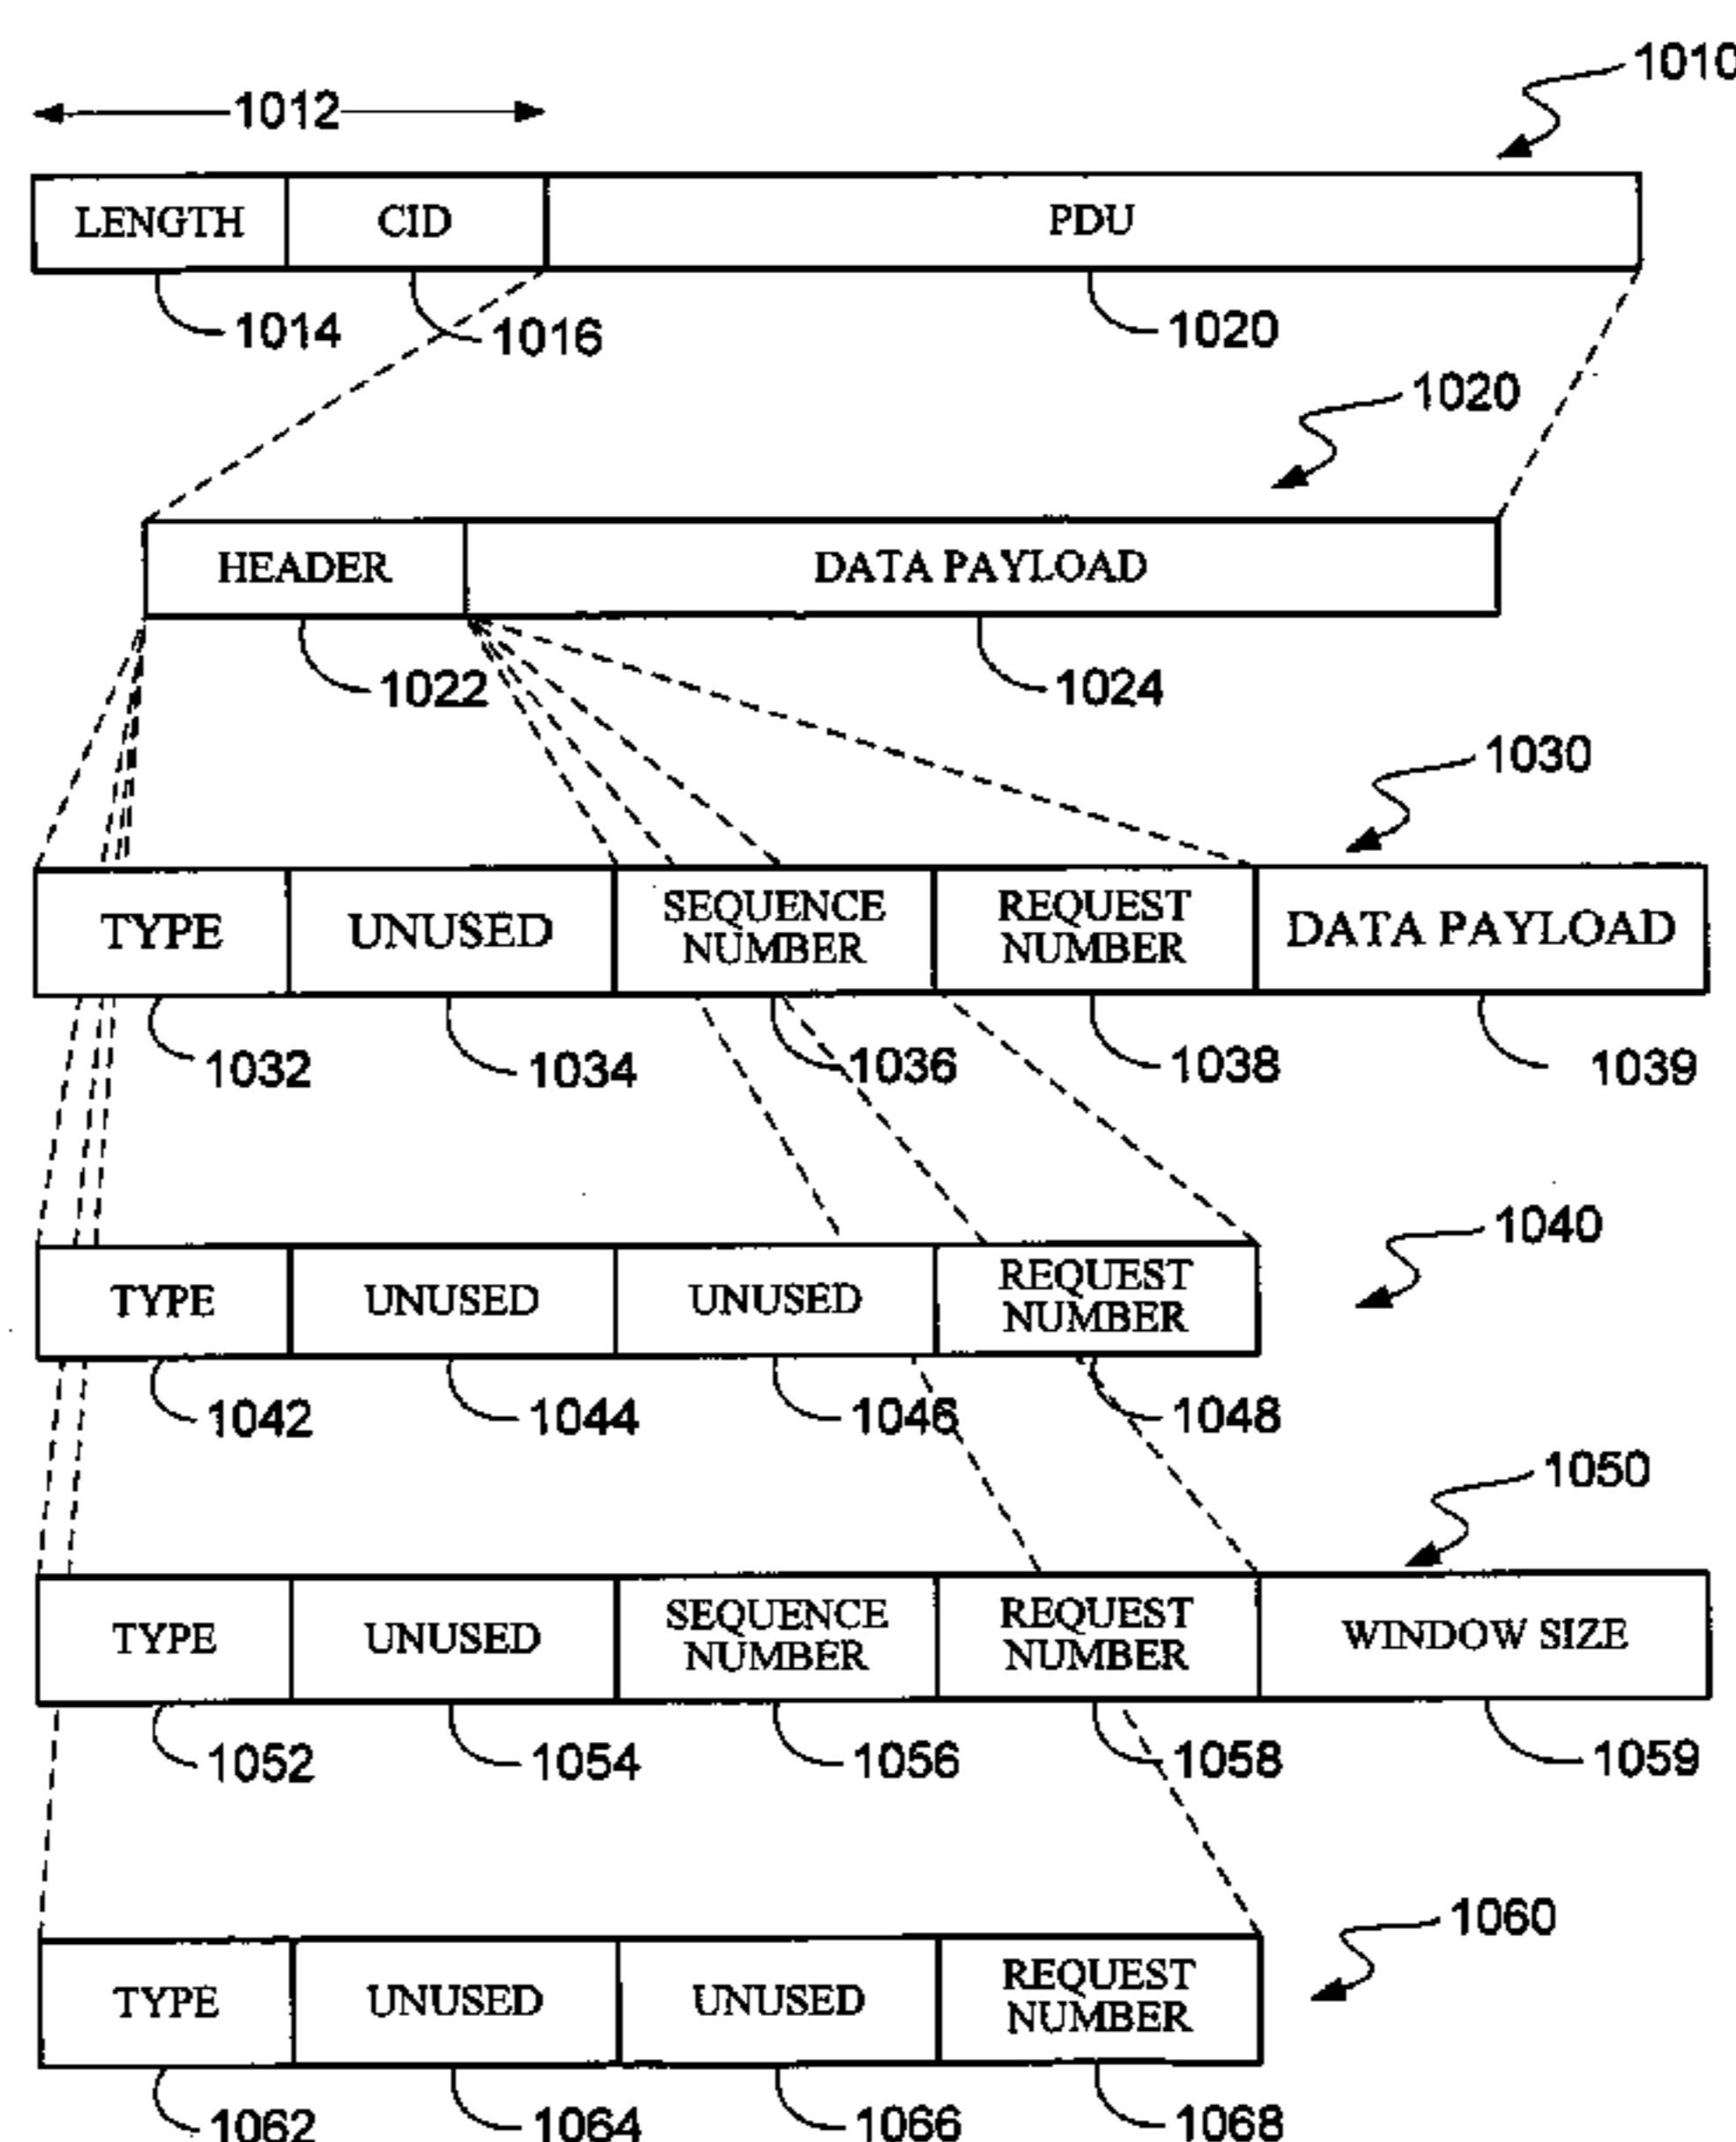 1010
1012
LENGTH CID PDU
1014 1016 1020
1020
HEADER DATA PAYLOAD
1022 1024
1030
TYPE UNUSED SEQUENCE NUMBER REQUEST NUMBER DATA PAYLOAD
1032 1034 1036 1038 1039
1040
TYPE UNUSED UNUSED REQUEST NUMBER
1042 1044 1046 1048
1050
TYPE UNUSED SEQUENCE NUMBER REQUEST NUMBER WINDOW SIZE
1052 1054 1056 1058 1059
1060
TYPE UNUSED UNUSED REQUEST NUMBER
1062 1064 1066 1068